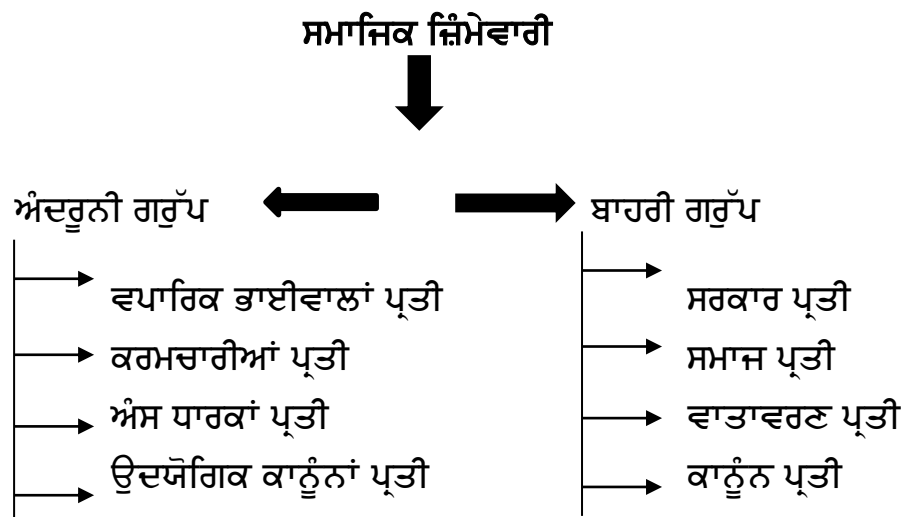 ਸਮਾਜਿਕ ਜ਼ਿੰਮੇਵਾਰੀ
ਅੰਦਰੂਨੀ ਗਰੁੱਪ
ਵਪਾਰਿਕ ਭਾਈਵਾਲਾਂ ਪ੍ਰਤੀ
ਕਰਮਚਾਰੀਆਂ ਪ੍ਰਤੀ
ਅੰਸ ਧਾਰਕਾਂ ਪ੍ਰਤੀ
ਉਦਯੋਗਿਕ ਕਾਨੂੰਨਾਂ ਪ੍ਰਤੀ
ਬਾਹਰੀ ਗਰੁੱਪ
ਸਰਕਾਰ ਪ੍ਰਤੀ
ਸਮਾਜ ਪ੍ਰਤੀ
ਵਾਤਾਵਰਣ ਪ੍ਰਤੀ
ਕਾਨੂੰਨ ਪ੍ਰਤੀ